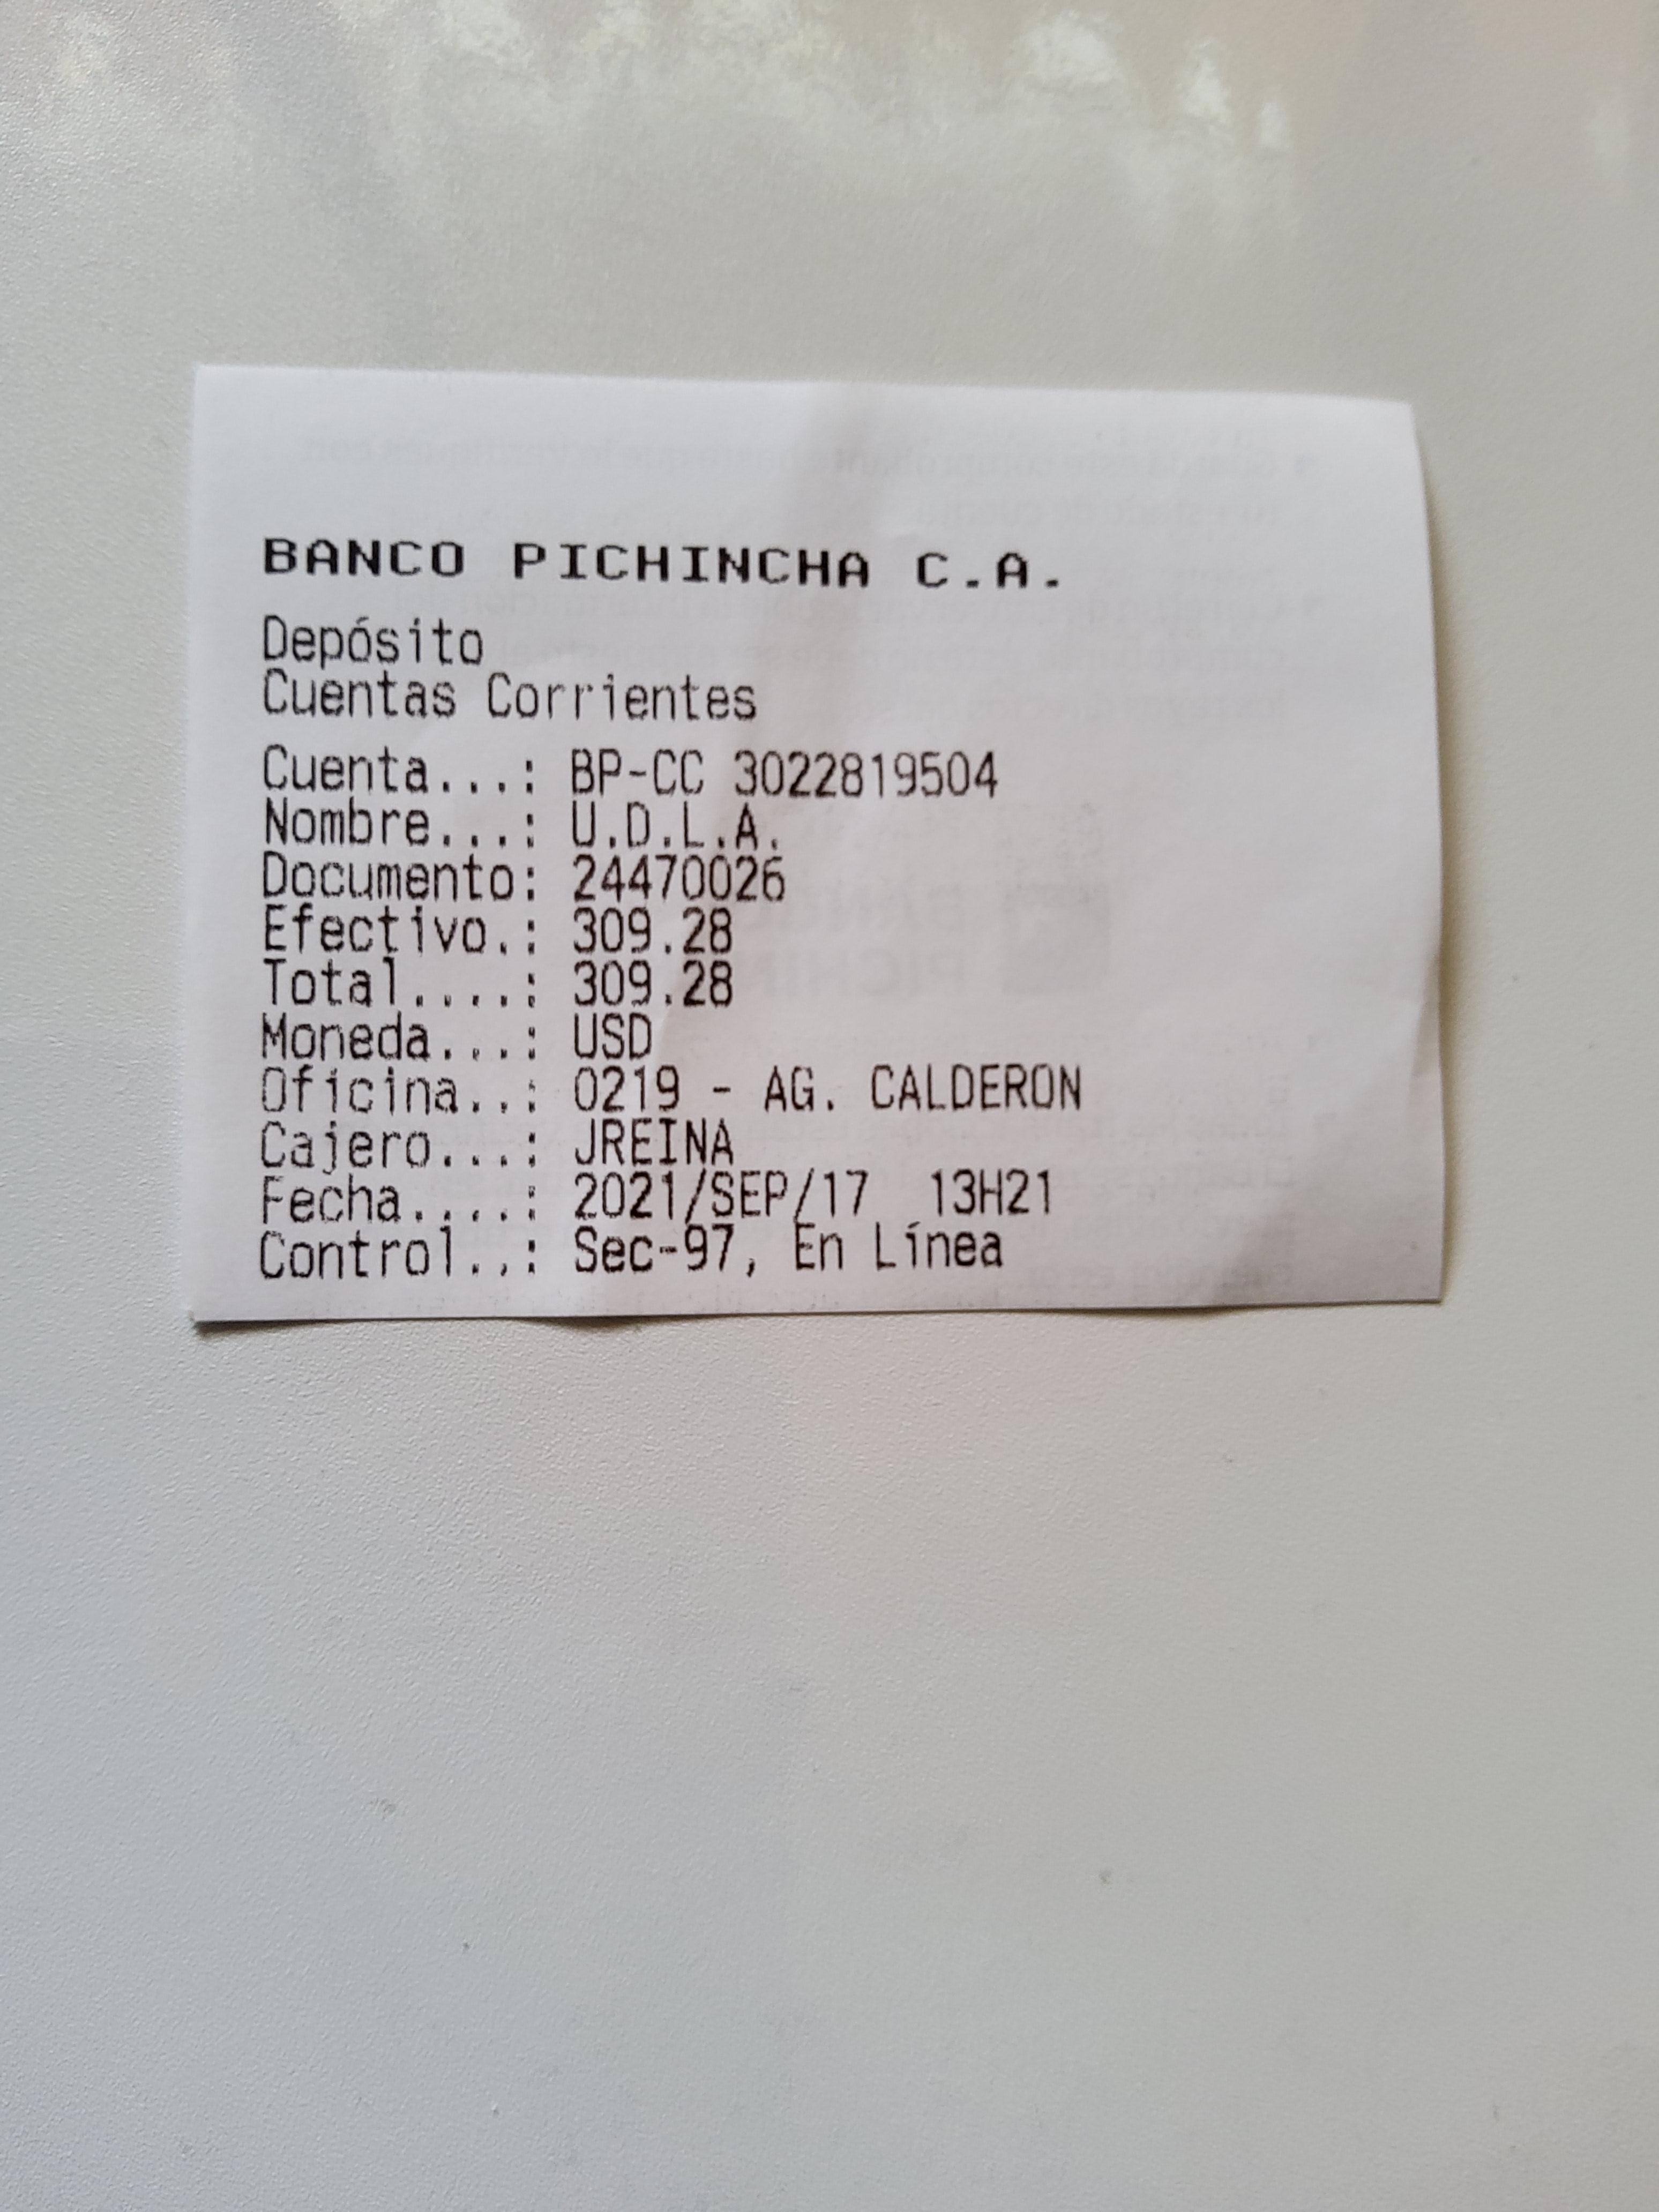 BANCO PICHINCHA C.A.
Depósito
Cuentas Corrientes
Cuenta...: BP-CC 3022819504
Nombre...: U.D.L.A.
Documento: 24470026
Efectivo.: 309.28
Total....: 309.28
Moneda...: USD
Oficina..: 0219 - AG. CALDERON
Cajero...: JREINA
Fecha....: 2021/SEP/17 13H21
Control..: Sec-97, En Línea